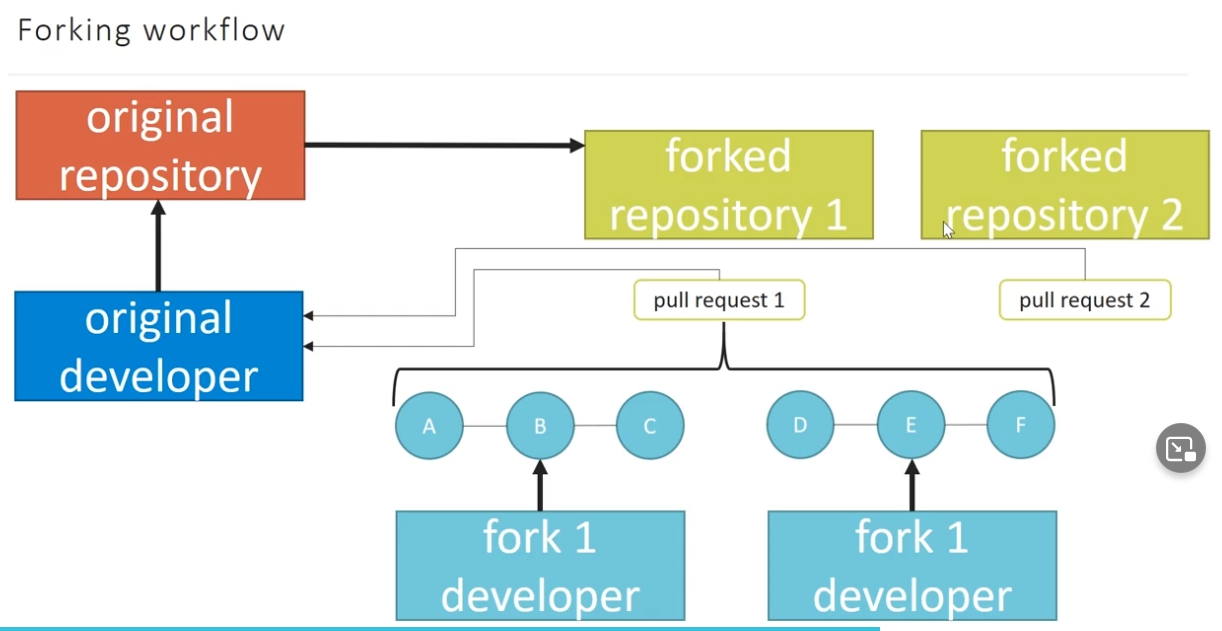 Forking workflow
original
repository
forked
repository 1
forked
repository 2
original
developer
pull request 1
pull request 2
A
B
C
D
E
F
fork 1
developer
fork 1
developer